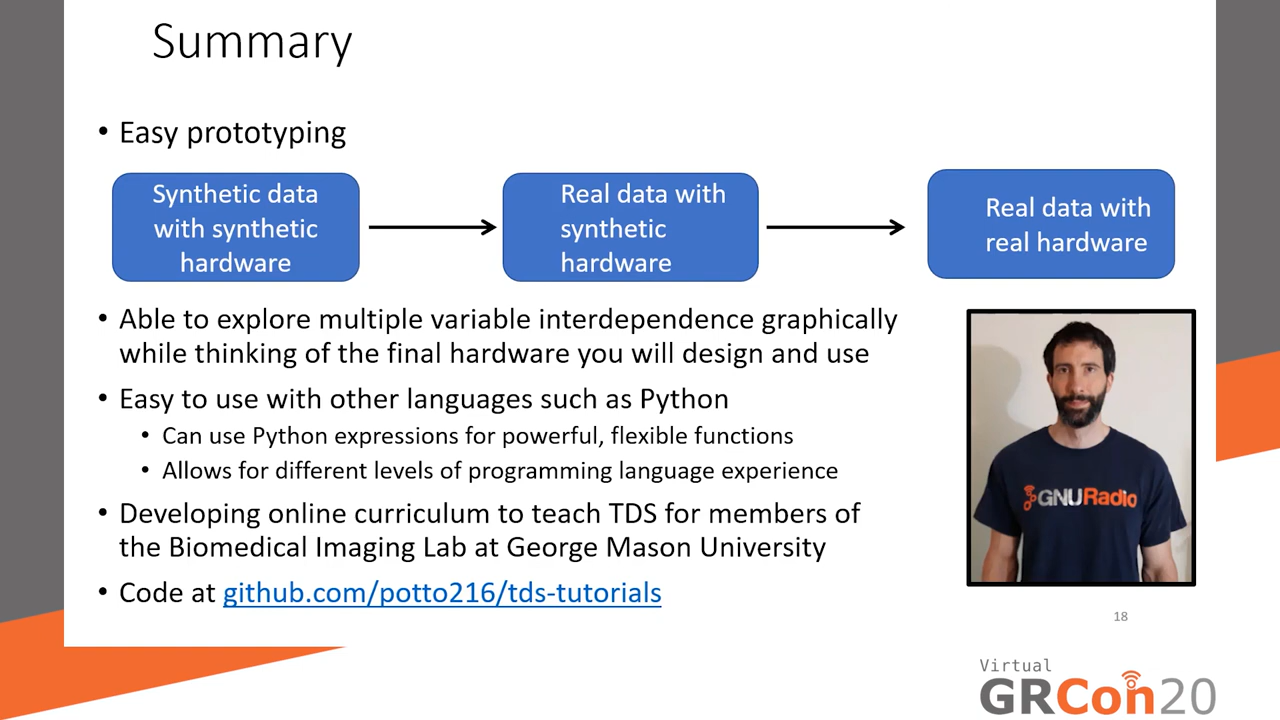 Summary
• Easy prototyping
Synthetic data
with synthetic
hardware
Real data with
synthetic
hardware
Real data with
real hardware
• Able to explore multiple variable interdependence graphically
while thinking of the final hardware you will design and use
• Easy to use with other languages such as Python
• Can use Python expressions for powerful, flexible functions
• Allows for different levels of programming language experience
• Developing online curriculum to teach TDS for members of
the Biomedical Imaging Lab at George Mason University
• Code at github.com/potto216/tds-tutorials
GNURadio
18
Virtual
GRCon20